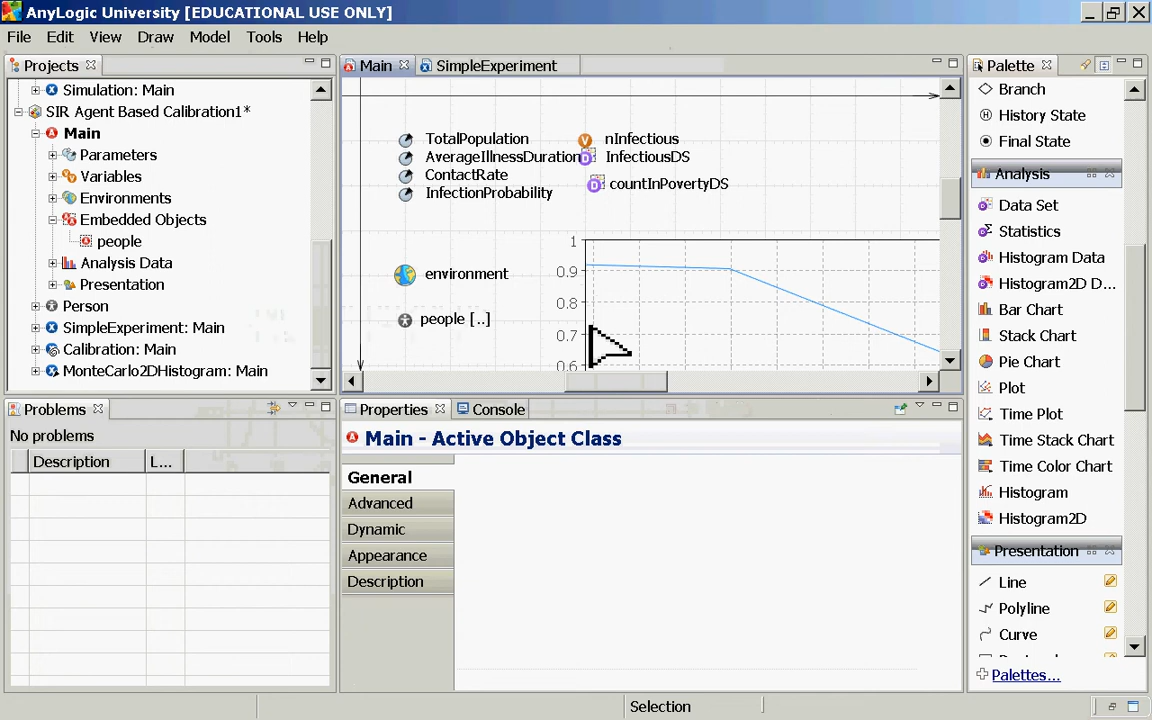 AnyLogic University [EDUCATIONAL USE ONLY]
File Edit View Draw Model Tools Help
Projects
Simulation: Main
SIR Agent Based Calibration1*
Main
Parameters
Variables
Environments
Embedded Objects
people
Analysis Data
Presentation
Person
SimpleExperiment: Main
Calibration: Main
MonteCarlo2DHistogram: Main
Main SimpleExperiment
TotalPopulation nInfectious
AverageIllnessDuration InfectiousDS
ContactRate countInPovertyDS
InfectionProbability
environment
people [..]
1
0.9
0.8
0.7
0.6
Palette
Branch
History State
Final State
Analysis
Data Set
Statistics
Histogram Data
Histogram2D D...
Bar Chart
Stack Chart
Pie Chart
Plot
Time Plot
Time Stack Chart
Time Color Chart
Histogram
Histogram2D
Presentation
Line
Polyline
Curve
Palettes...
Problems
No problems
Description L...
Properties Console
Main - Active Object Class
General
Advanced
Dynamic
Appearance
Description
Selection